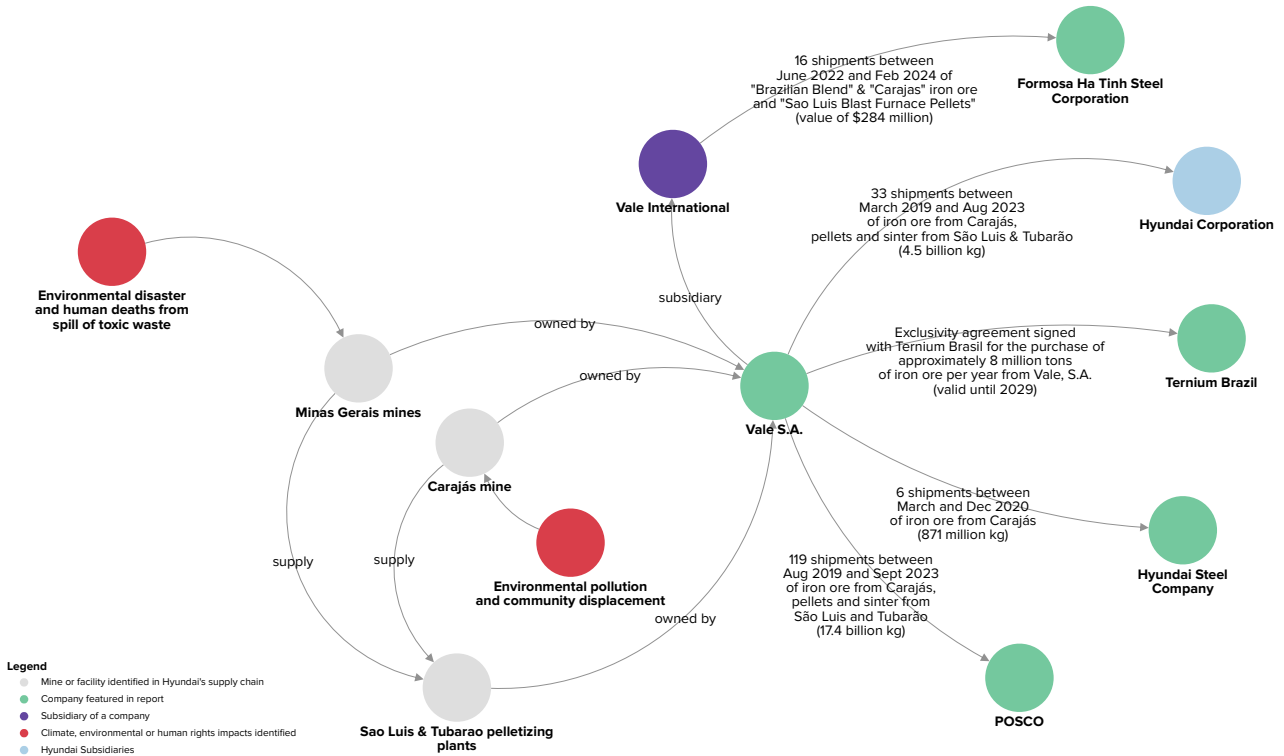 16 shipments between
June 2022 and Feb 2024 of
"Brazilian Blend" & "Carajas" iron ore
and "Sao Luis Blast Furnace Pellets"
(value of $284 million)
Formosa Ha Tinh Steel
Corporation
Vale International
33 shipments between
March 2019 and Aug 2023
of iron ore from Carajás,
pellets and sinter from São Luis & Tubarão
(4.5 billion kg)
Hyundai Corporation
Environmental disaster
and human deaths from
spill of toxic waste
subsidiary
owned by
owned by
Exclusivity agreement signed
with Ternium Brasil for the purchase of
approximately 8 million tons
of iron ore per year from Vale, S.A.
(valid until 2029)
Ternium Brazil
Minas Gerais mines
Vale S.A.
Carajás mine
6 shipments between
March and Dec 2020
of iron ore from Carajás
(871 million kg)
Hyundai Steel
Company
supply
supply
Environmental pollution
and community displacement
owned by
119 shipments between
Aug 2019 and Sept 2023
of iron ore from Carajás,
pellets and sinter from
São Luis and Tubarão
(17.4 billion kg)
POSCO
Sao Luis & Tubarao pelletizing
plants
Legend
Mine or facility identified in Hyundai's supply chain
Company featured in report
Subsidiary of a company
Climate, environmental or human rights impacts identified
Hyundai Subsidiaries